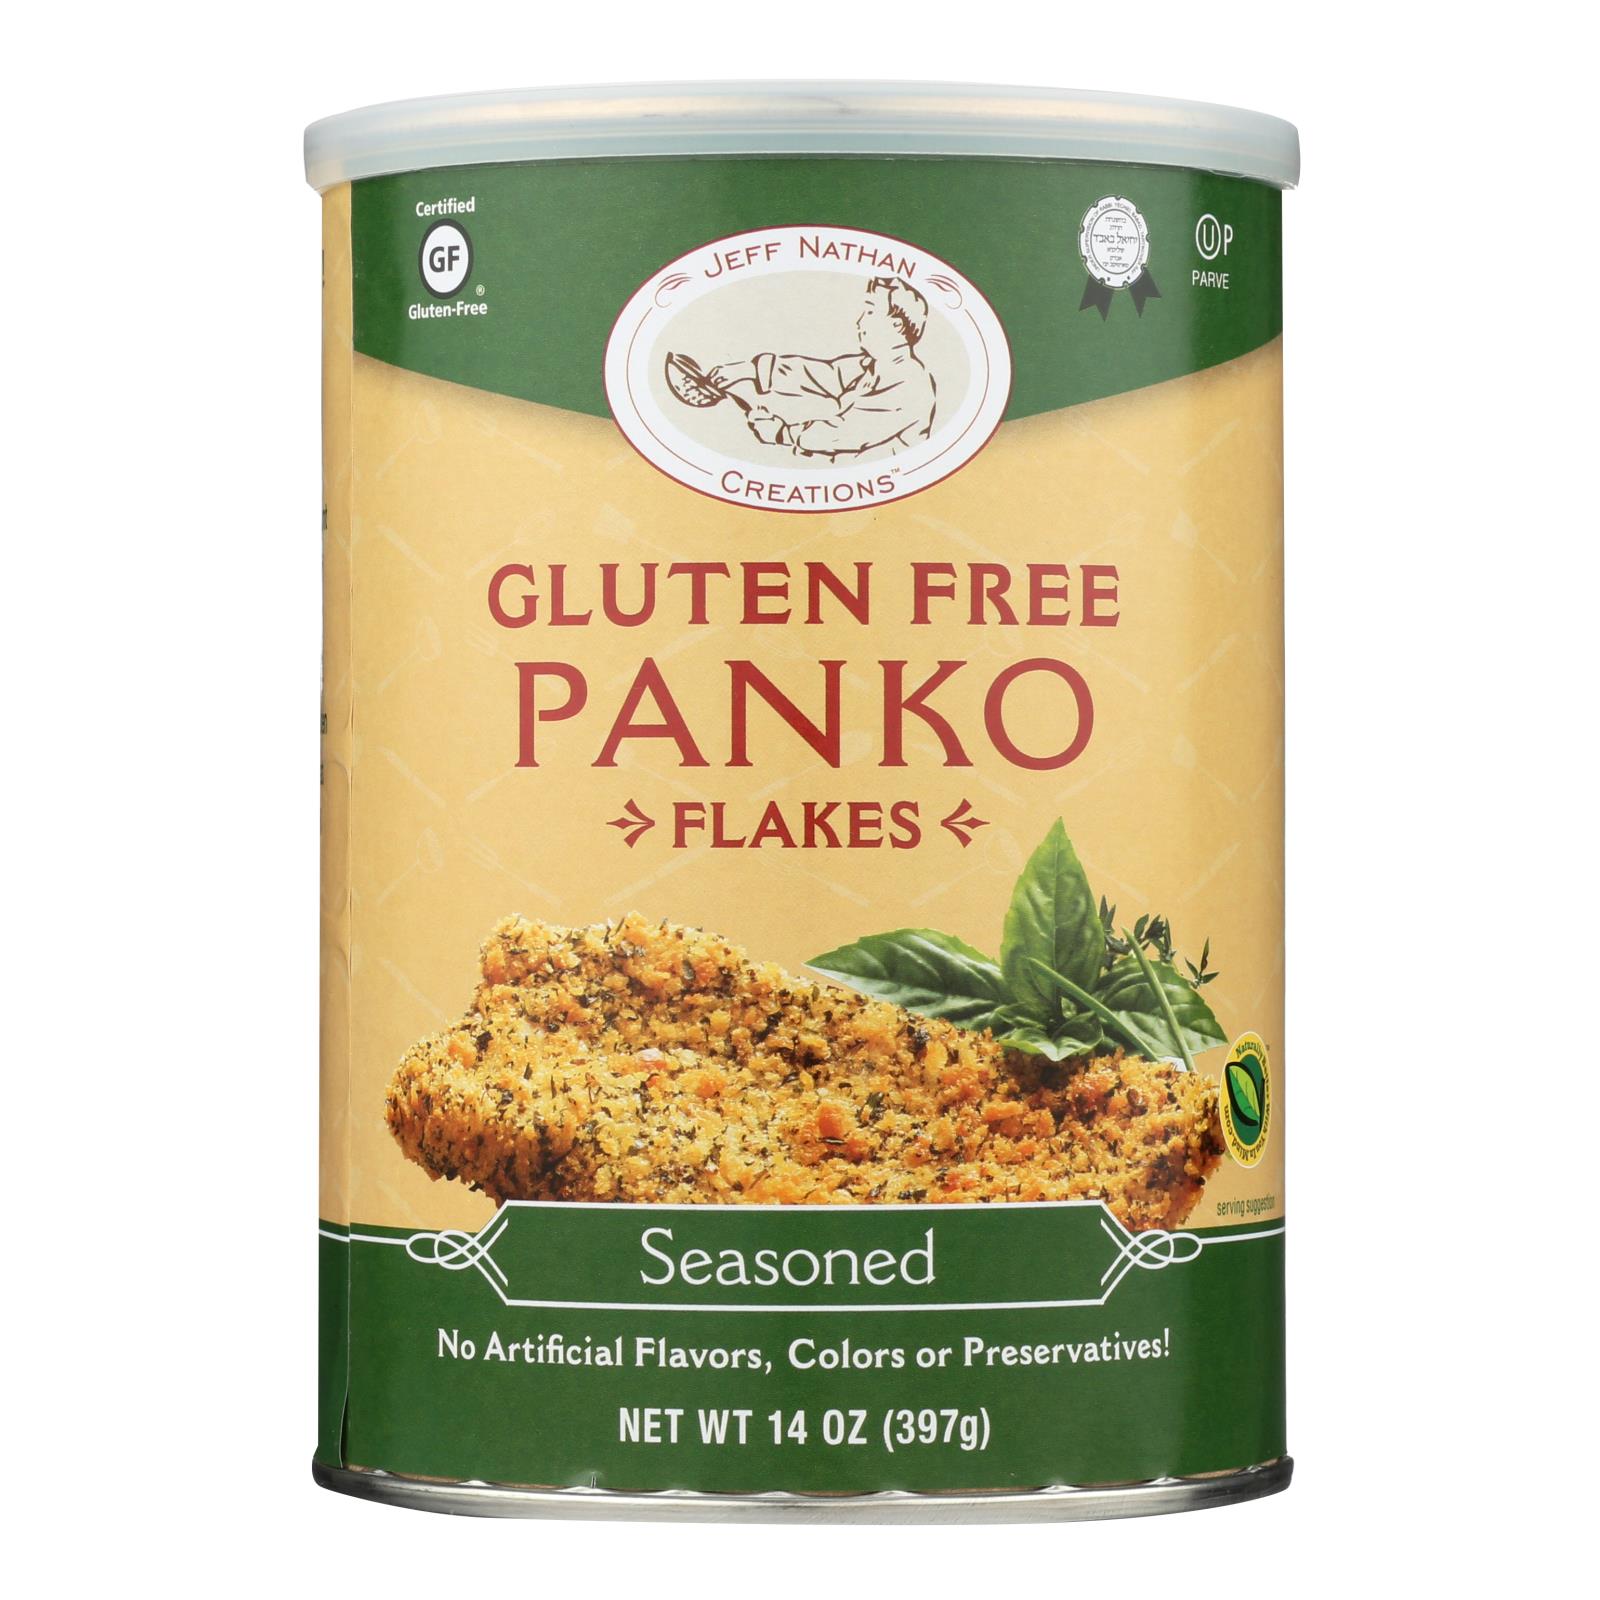 Certified
GF
Gluten-Free®
JEFF NATHAN
CREATIONS™
U P
PARVE
GLUTEN FREE
PANKO
FLAKES
serving suggestion
Seasoned
No Artificial Flavors, Colors or Preservatives!
NET WT 14 OZ (397g)